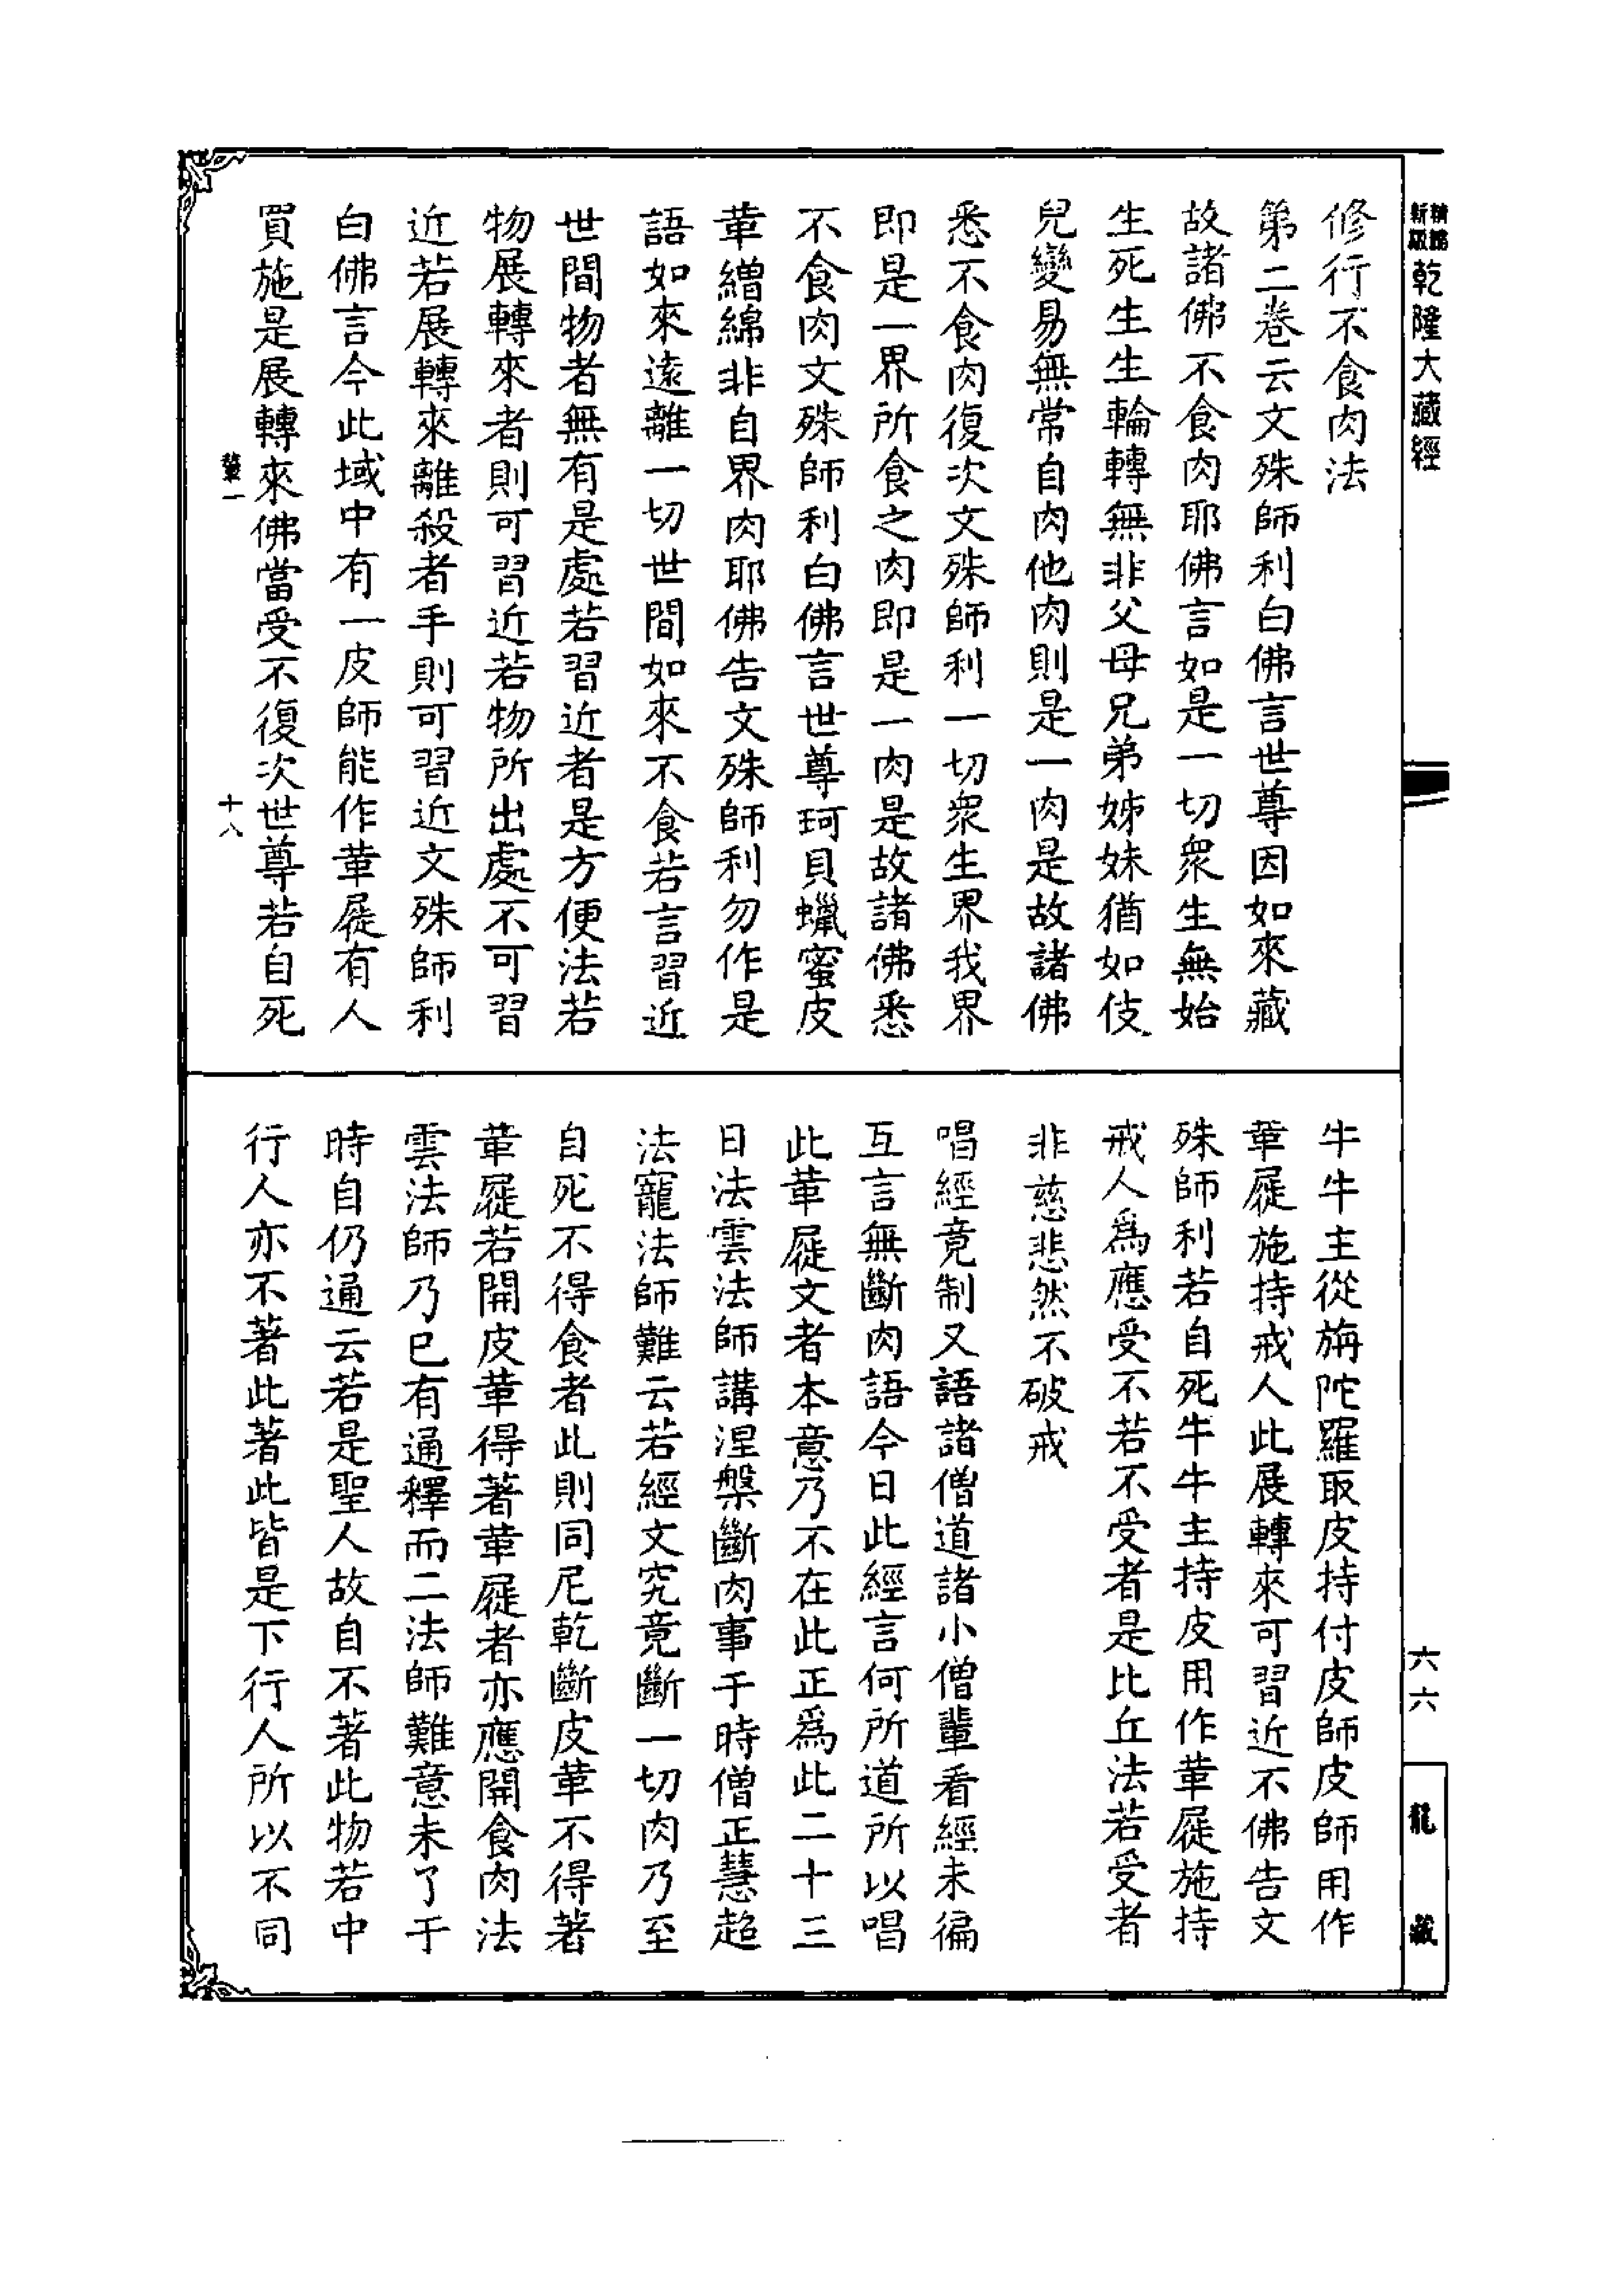 乾隆大藏經
六六
龍藏
修行不食肉法
第二卷云文殊師利白佛言世尊因如來藏
故諸佛不食肉耶佛言如是一切衆生無始
生死生生輪轉無非父母兄弟姊妹猶如伎
兒變易無常自肉他肉則是一肉是故諸佛
悉不食肉復次文殊師利一切衆生界我界
即是一界所食之肉即是一肉是故諸佛悉
不食肉文殊師利白佛言世尊珂貝蠟蜜皮
革繒綿非自界肉耶佛告文殊師利勿作是
語如來遠離一切世間如來不食若言習近
世間物者無有是處若習近者是方便法若
物展轉來者則可習近若物所出處不可習
近若展轉來離殺者手則可習近文殊師利
白佛言今此城中有一皮師能作革屣有人
買施是展轉來佛當受不復次世尊若自死
十八
牛牛主從旃陀羅取皮持付皮師皮師用作
革屣施持戒人此展轉來可習近不佛告文
殊師利若自死牛牛主持皮用作革屣施持
戒人爲應受不若不受者是比丘法若受者
非慈悲然不破戒
唱經竟制又語諸僧道諸小僧輩看經未徧
互言無斷肉語今日此經言何所道所以唱
此革屣文者本意乃不在此正爲此二十三
日法雲法師講涅槃斷肉事于時僧正慧超
法寵法師難云若經文究竟斷一切肉乃至
自死不得食者此則同尼乾斷皮革不得著
革屣若開皮革得著革屣者亦應開食肉法
雲法師乃已有通釋而二法師難意未了于
時自仍通云若是聖人故自不著此物若中
行人亦不著此著此皆是下行人所以不同